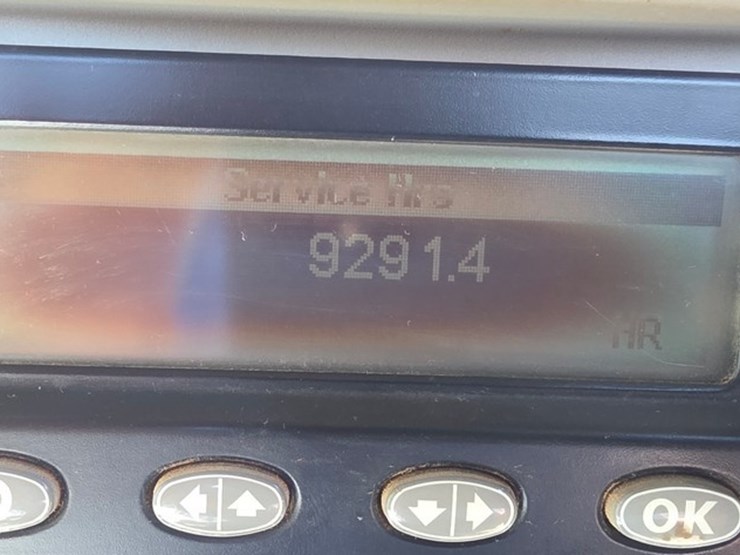 Service Hrs
9291.4
HR
OK